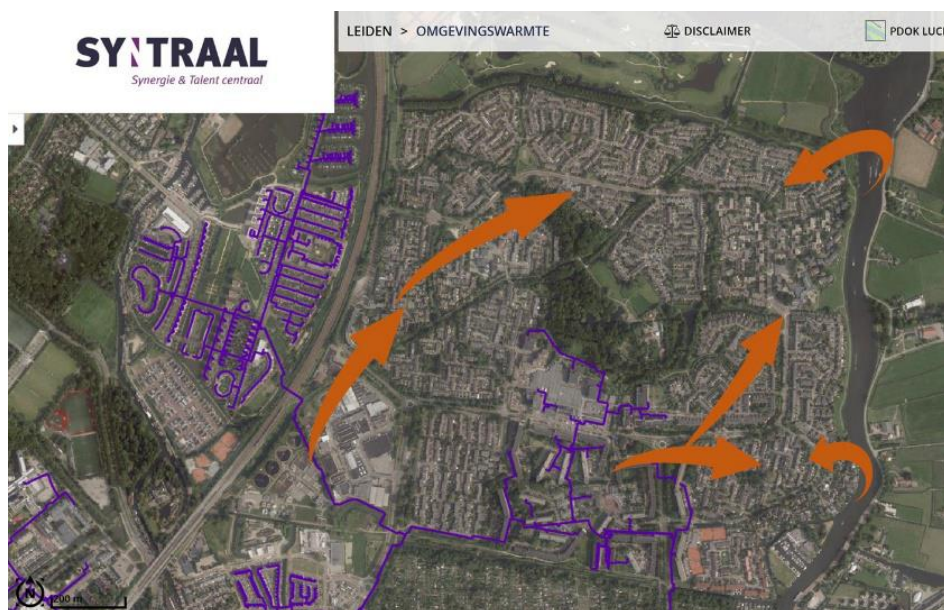 SYNTRAAL
Synergie & Talent centraal
LEIDEN > OMGEVINGSWARMTE
DISCLAIMER
PDOK LUCH
N
200 m